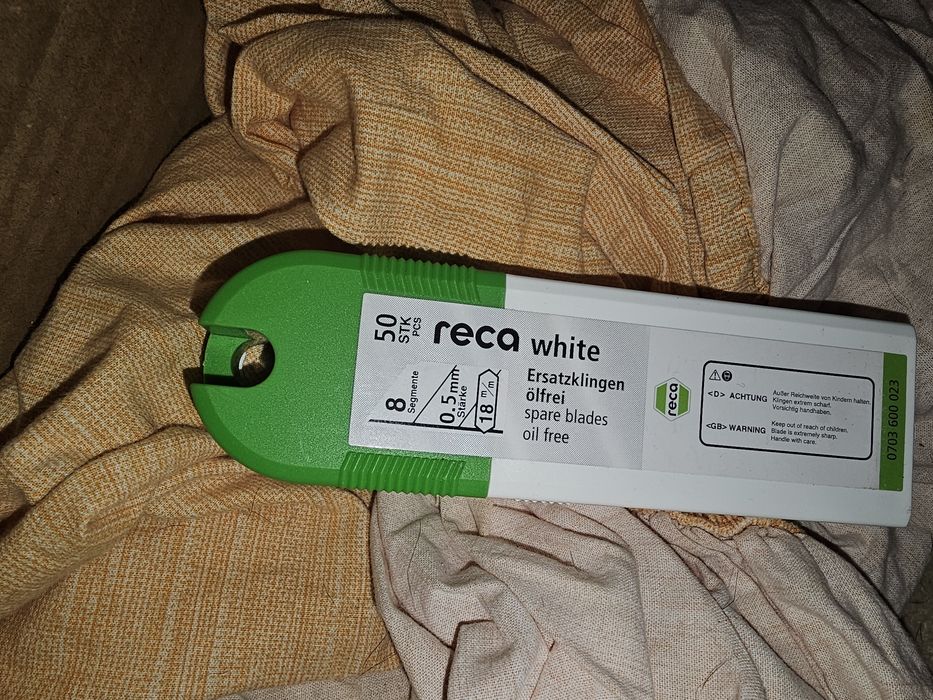 50
STK
PCS
reca white
8
Segmente
0,5 mm
Stärke
18 m/m
Ersatzklingen
ölfrei
spare blades
oil free
reca
<D> ACHTUNG
Außer Reichweite von Kindern halten.
Klingen extrem scharf.
Vorsichtig handhaben.
<GB> WARNING
Keep out of reach of children.
Blade is extremely sharp.
Handle with care.
0703 600 023